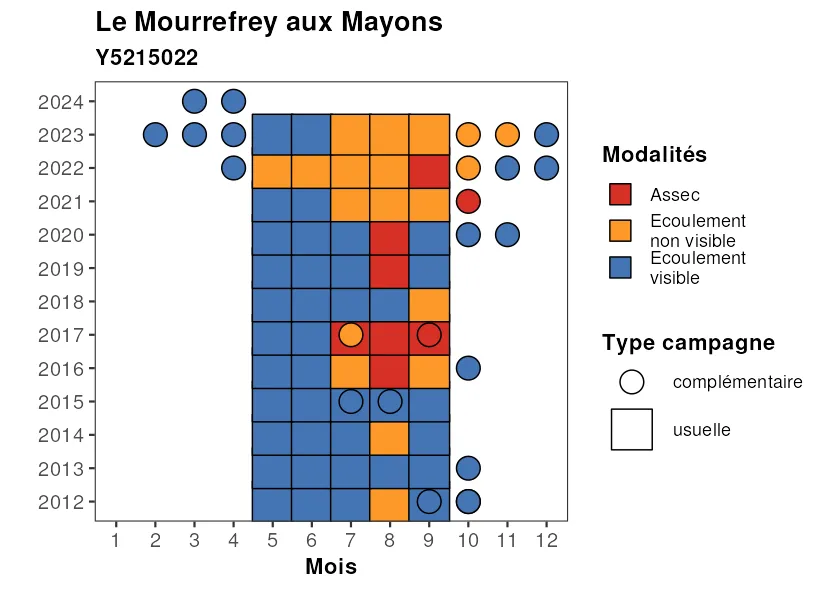 Le Mourrefrey aux Mayons
Y5215022
2024
2023
2022
2021
2020
2019
2018
2017
2016
2015
2014
2013
2012
1 2 3 4 5 6 7 8 9 10 11 12
Mois
Modalités
Assec
Ecoulement
non visible
Ecoulement
visible
Type campagne
complémentaire
usuelle